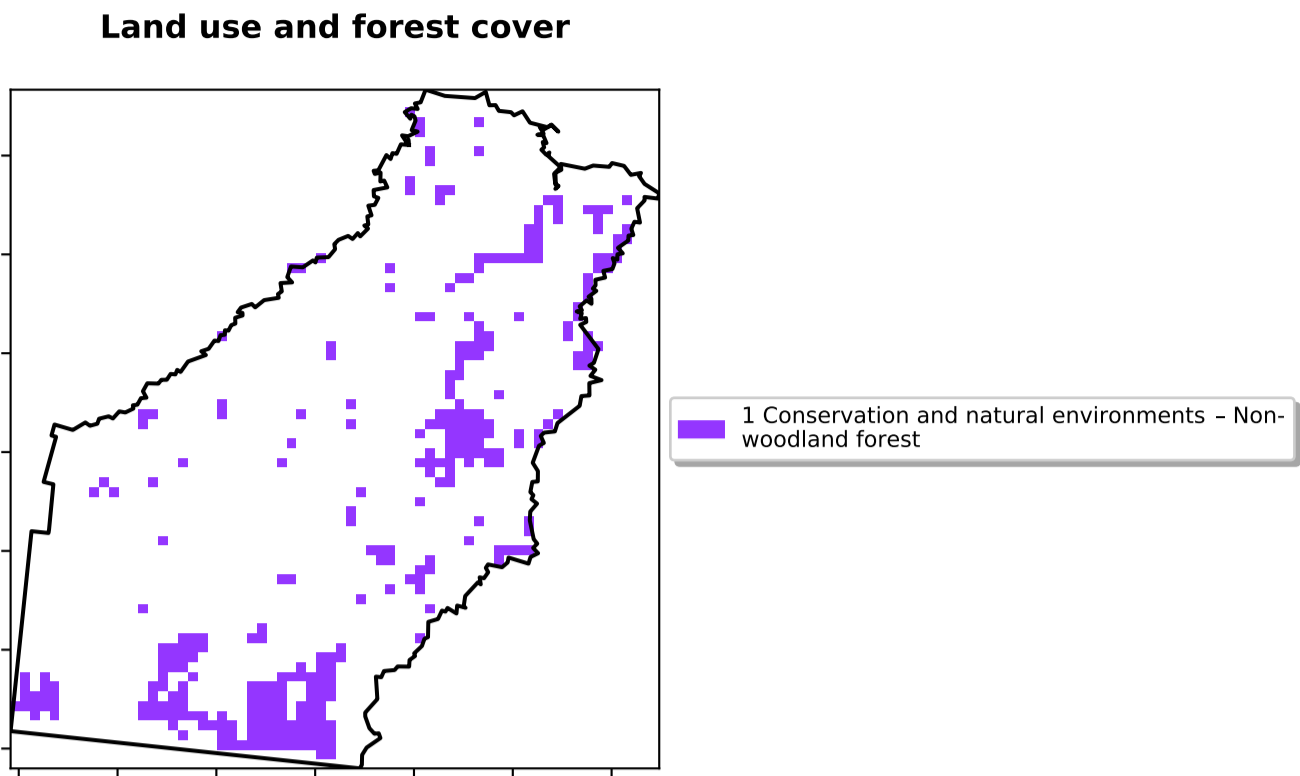 Land use and forest cover
1 Conservation and natural environments – Non-
woodland forest